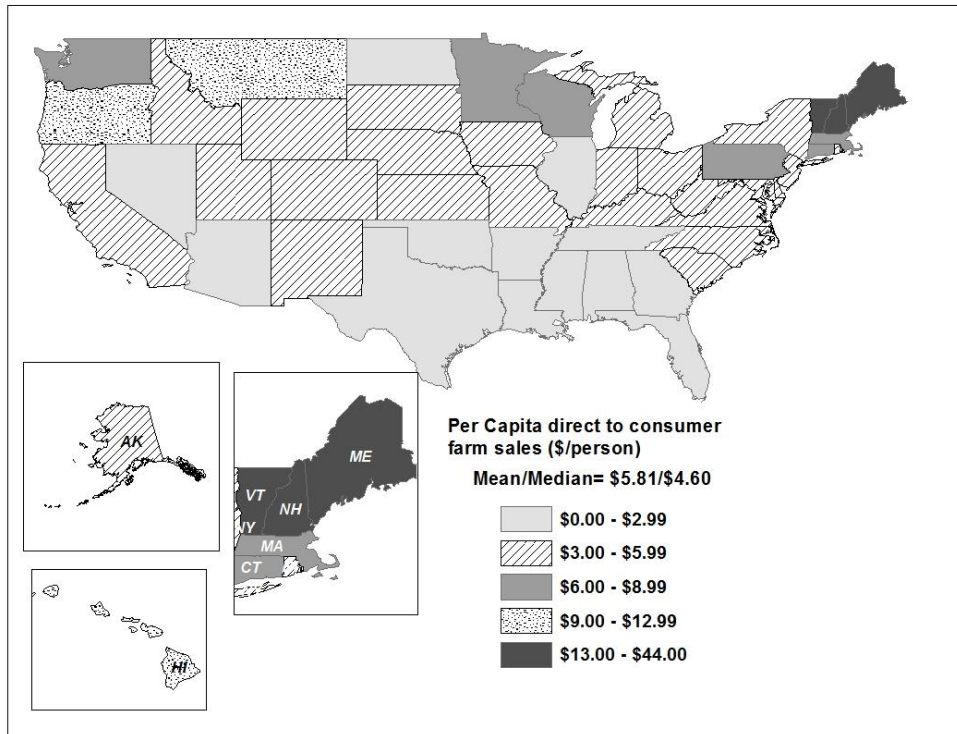 AK
HI
ME
VT
NH
NY
MA
CT
Per Capita direct to consumer
farm sales ($/person)
Mean/Median= $5.81/$4.60
$0.00 - $2.99
$3.00 - $5.99
$6.00 - $8.99
$9.00 - $12.99
$13.00 - $44.00